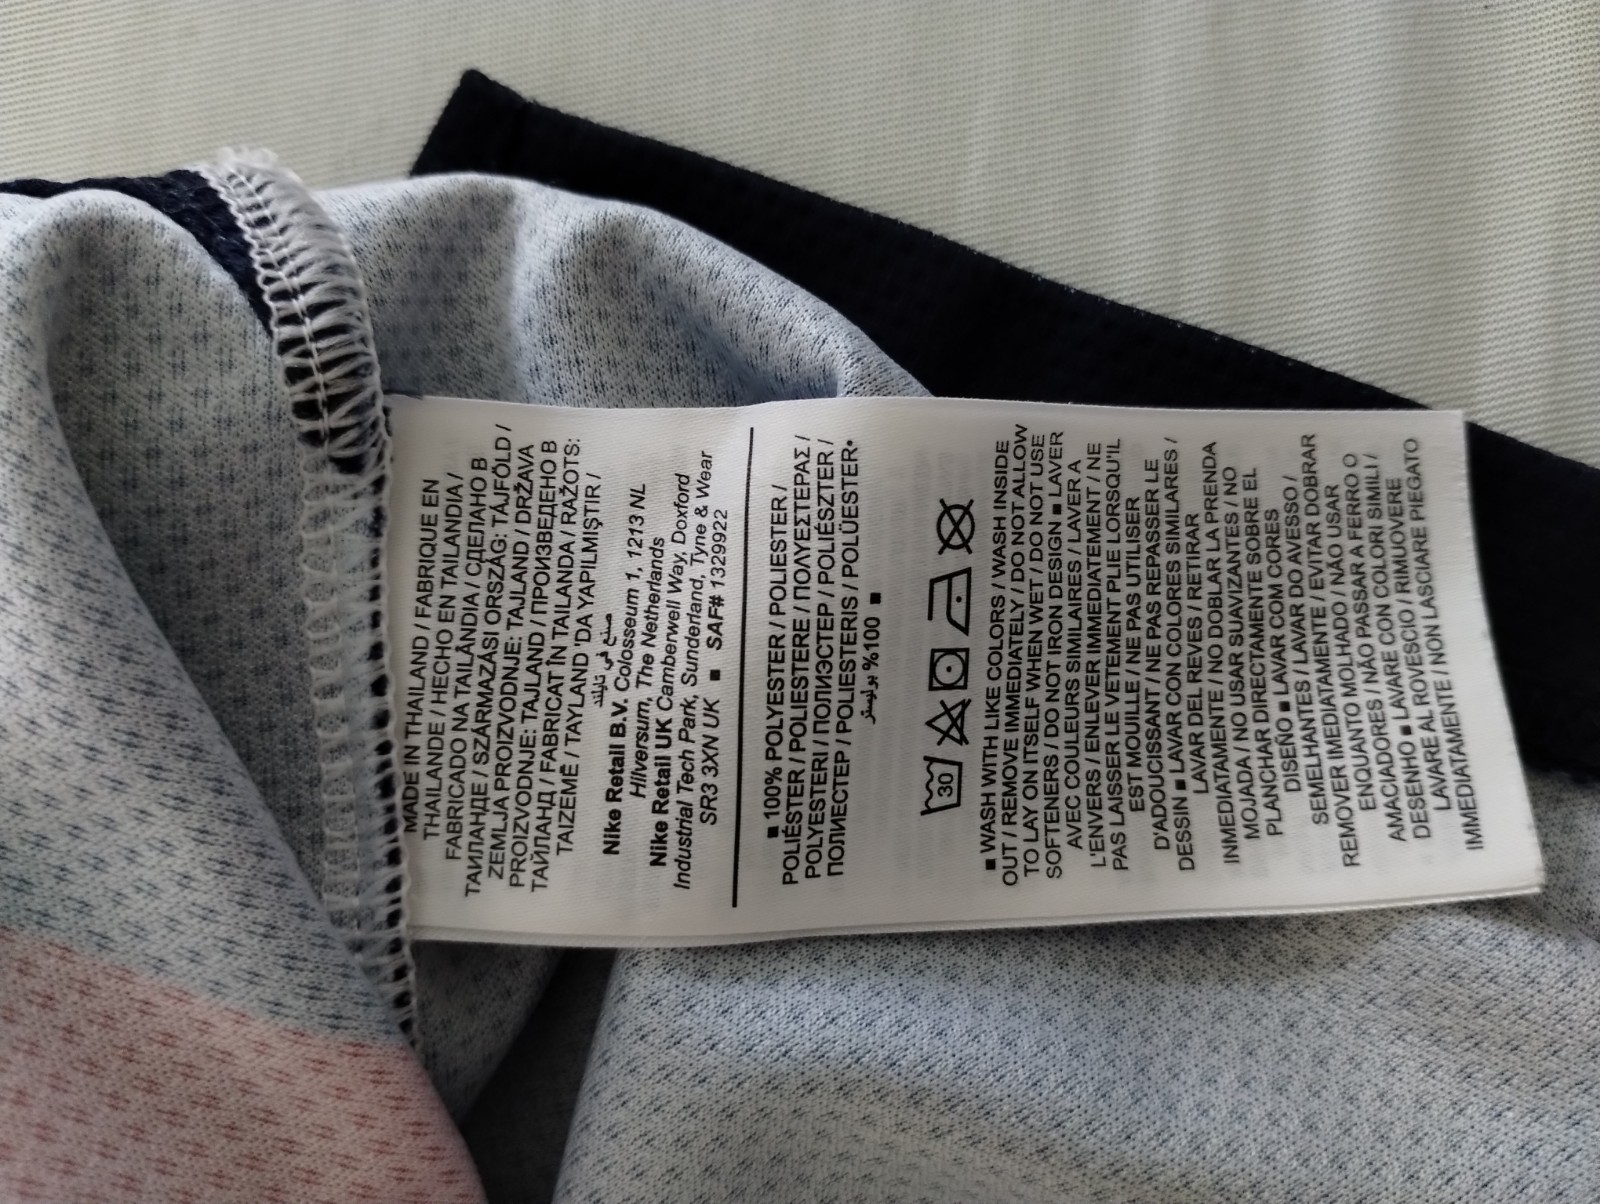 MADE IN THAILAND / FABRIQUE EN
THAILANDE / HECHO EN TAILANDIA /
FABRICADO NA TAILÂNDIA / СДЕЛАНО В
ТАИЛАНДЕ / SZÁRMAZÁSI ORSZÁG: TÁJFÖLD /
ZEMLJA PROIZVODNJE: TAJLAND / DRŽAVA
PROIZVODNJE: TAJLAND / ПРОИЗВЕДЕНО В
ТАЙЛАНД / FABRICAT ÎN TAILANDA / RAŽOTS:
TAIZEMĒ / TAYLAND 'DA YAPILMIŞTIR /
صنع في تايلند
Nike Retail B.V. Colosseum 1, 1213 NL
Hilversum, The Netherlands
Nike Retail UK Camberwell Way, Doxford
Industrial Tech Park, Sunderland, Tyne & Wear
SR3 3XN UK ■ SAF# 1329922
■ 100% POLYESTER / POLIESTER /
POLIÉSTER / POLIESTERE / ΠΟΛΥΕΣΤΕΡΑΣ /
POLYESTERI / ПОЛИЭСТЕР / POLIÉSZTER /
ПОЛИЕСТЕР / POLIESTERIS / POLÜESTER•
■ 100% بوليستر
30
■ WASH WITH LIKE COLORS / WASH INSIDE
OUT / REMOVE IMMEDIATELY / DO NOT ALLOW
TO LAY ON ITSELF WHEN WET / DO NOT USE
SOFTENERS / DO NOT IRON DESIGN ■ LAVER
AVEC COULEURS SIMILAIRES / LAVER A
L'ENVERS / ENLEVER IMMEDIATEMENT / NE
PAS LAISSER LE VETEMENT PLIE LORSQU'IL
EST MOUILLE / NE PAS UTILISER
D'ADOUCISSANT / NE PAS REPASSER LE
DESSIN ■ LAVAR CON COLORES SIMILARES /
LAVAR DEL REVES / RETIRAR
INMEDIATAMENTE / NO DOBLAR LA PRENDA
MOJADA / NO USAR SUAVIZANTES / NO
PLANCHAR DIRECTAMENTE SOBRE EL
DISEÑO ■ LAVAR COM CORES
SEMELHANTES / LAVAR DO AVESSO /
REMOVER IMEDIATAMENTE / EVITAR DOBRAR
ENQUANTO MOLHADO / NÃO USAR
AMACIADORES / NÃO PASSAR A FERRO O
DESENHO ■ LAVARE CON COLORI SIMILI /
LAVARE AL ROVESCIO / RIMUOVERE
IMMEDIATAMENTE / NON LASCIARE PIEGATO